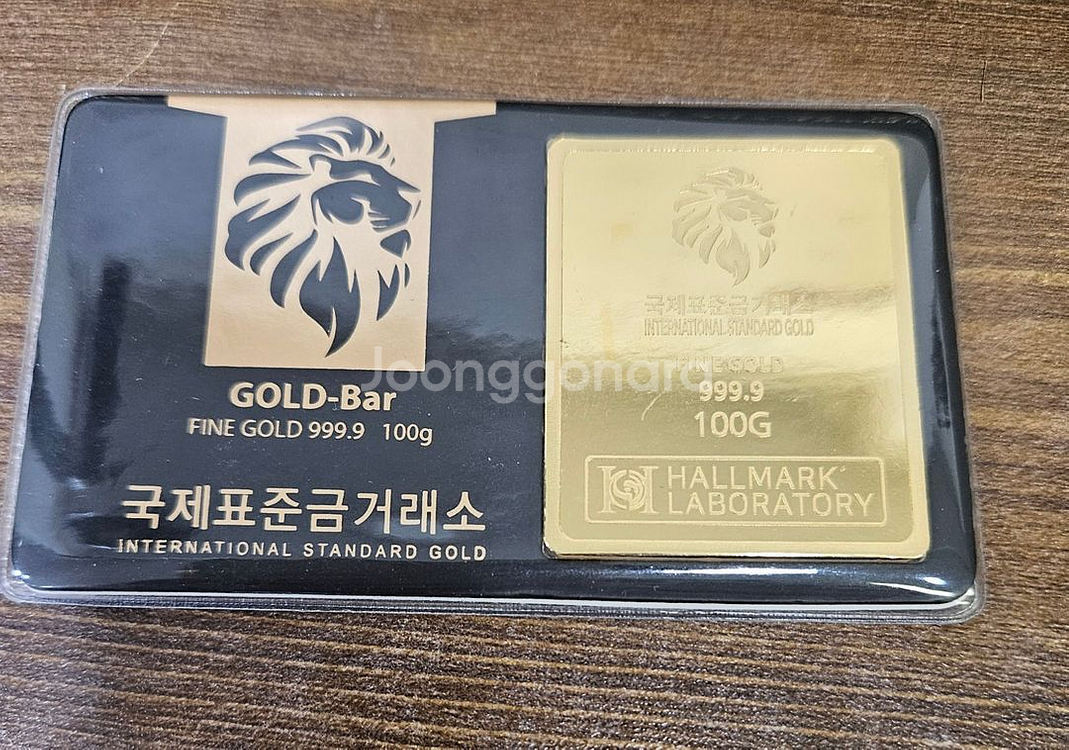 GOLD-Bar
FINE GOLD 999.9 100g
국제표준금거래소
INTERNATIONAL STANDARD GOLD
국제표준금거래소
INTERNATIONAL STANDARD GOLD
FINE GOLD
999.9
100G
HALLMARK
LABORATORY
Joonggonara